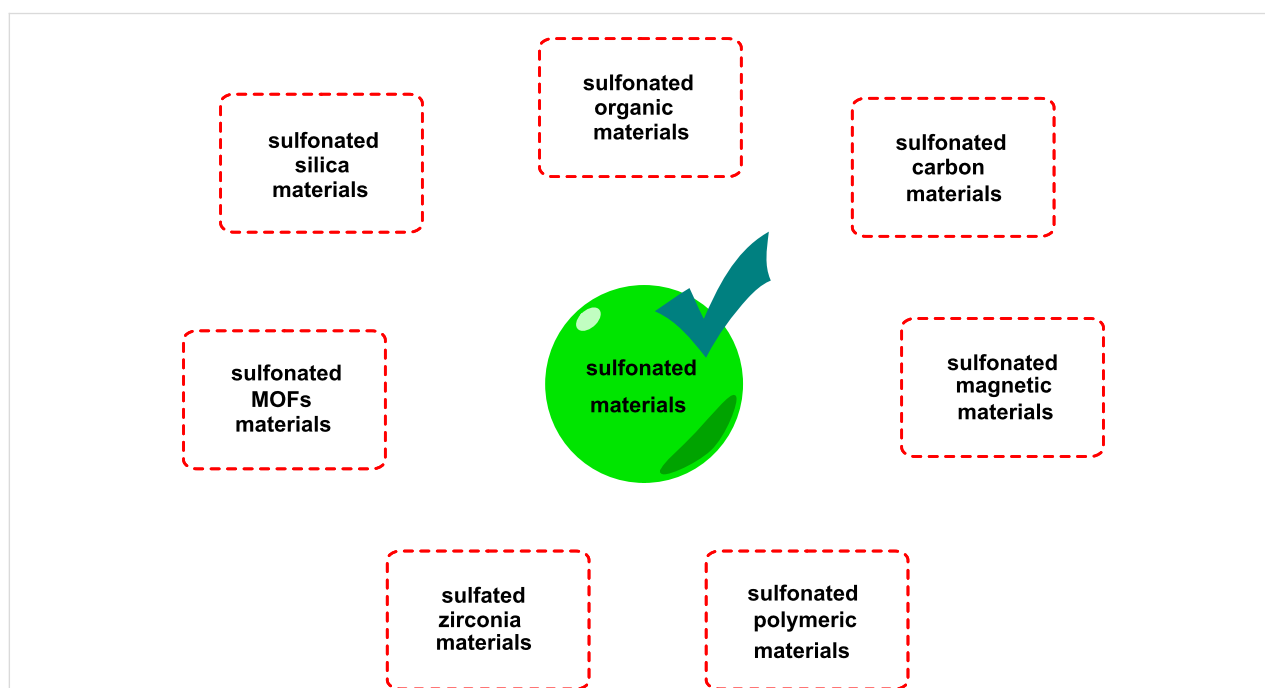 sulfonated
organic
materials
sulfonated
silica
materials
sulfonated
carbon
materials
sulfonated
MOFs
materials
sulfonated
materials
sulfonated
magnetic
materials
sulfated
zirconia
materials
sulfonated
polymeric
materials